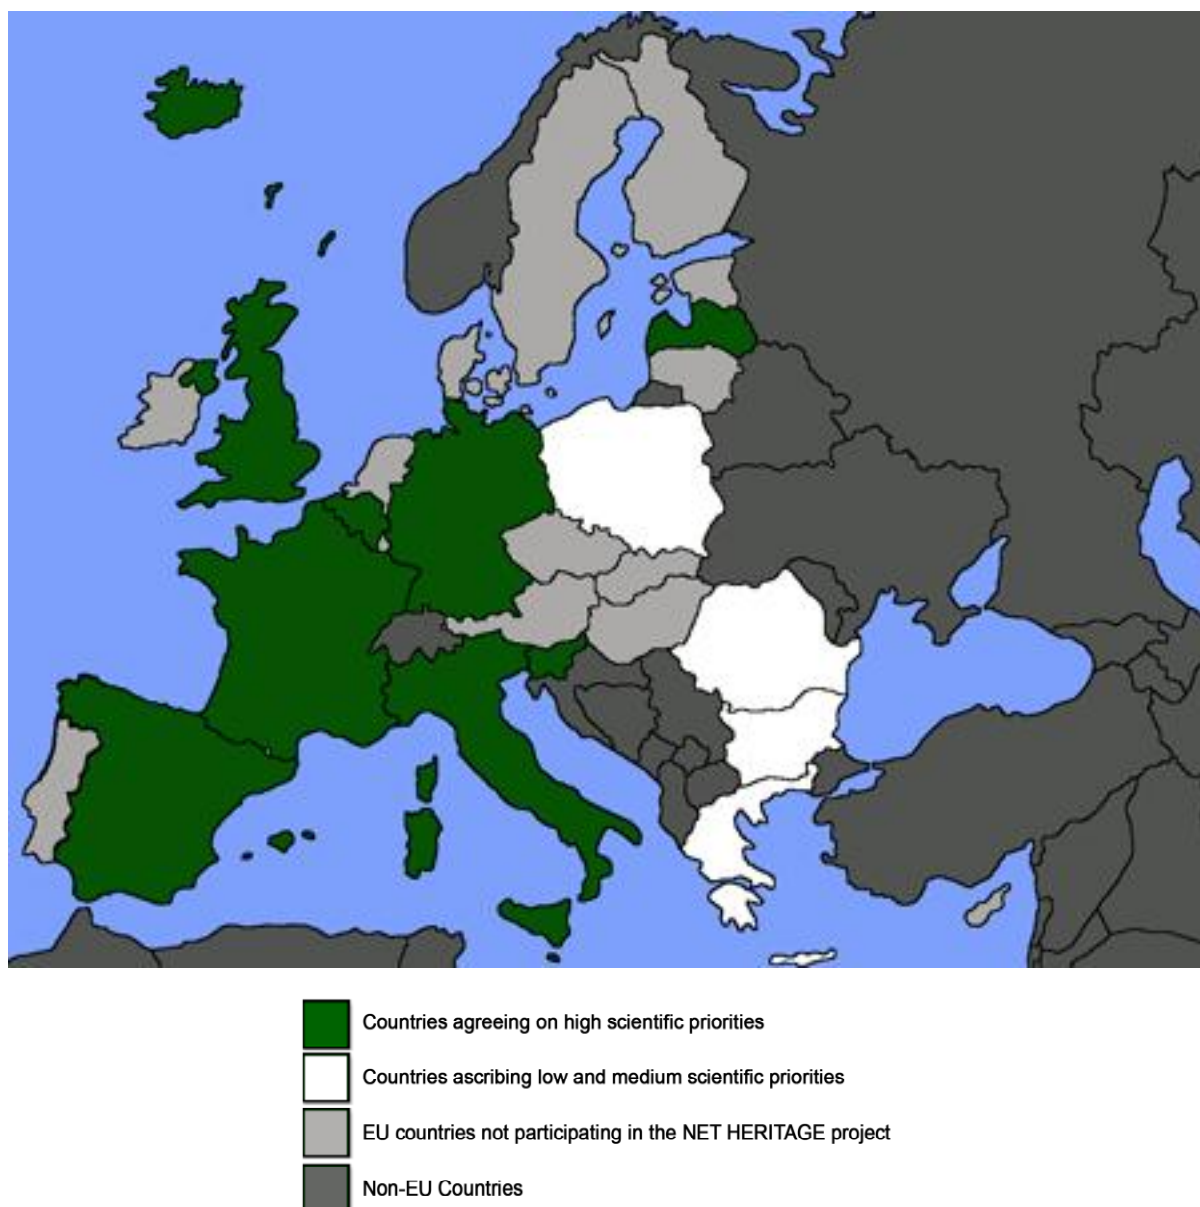 Countries agreeing on high scientific priorities
Countries ascribing low and medium scientific priorities
EU countries not participating in the NET HERITAGE project
Non-EU Countries